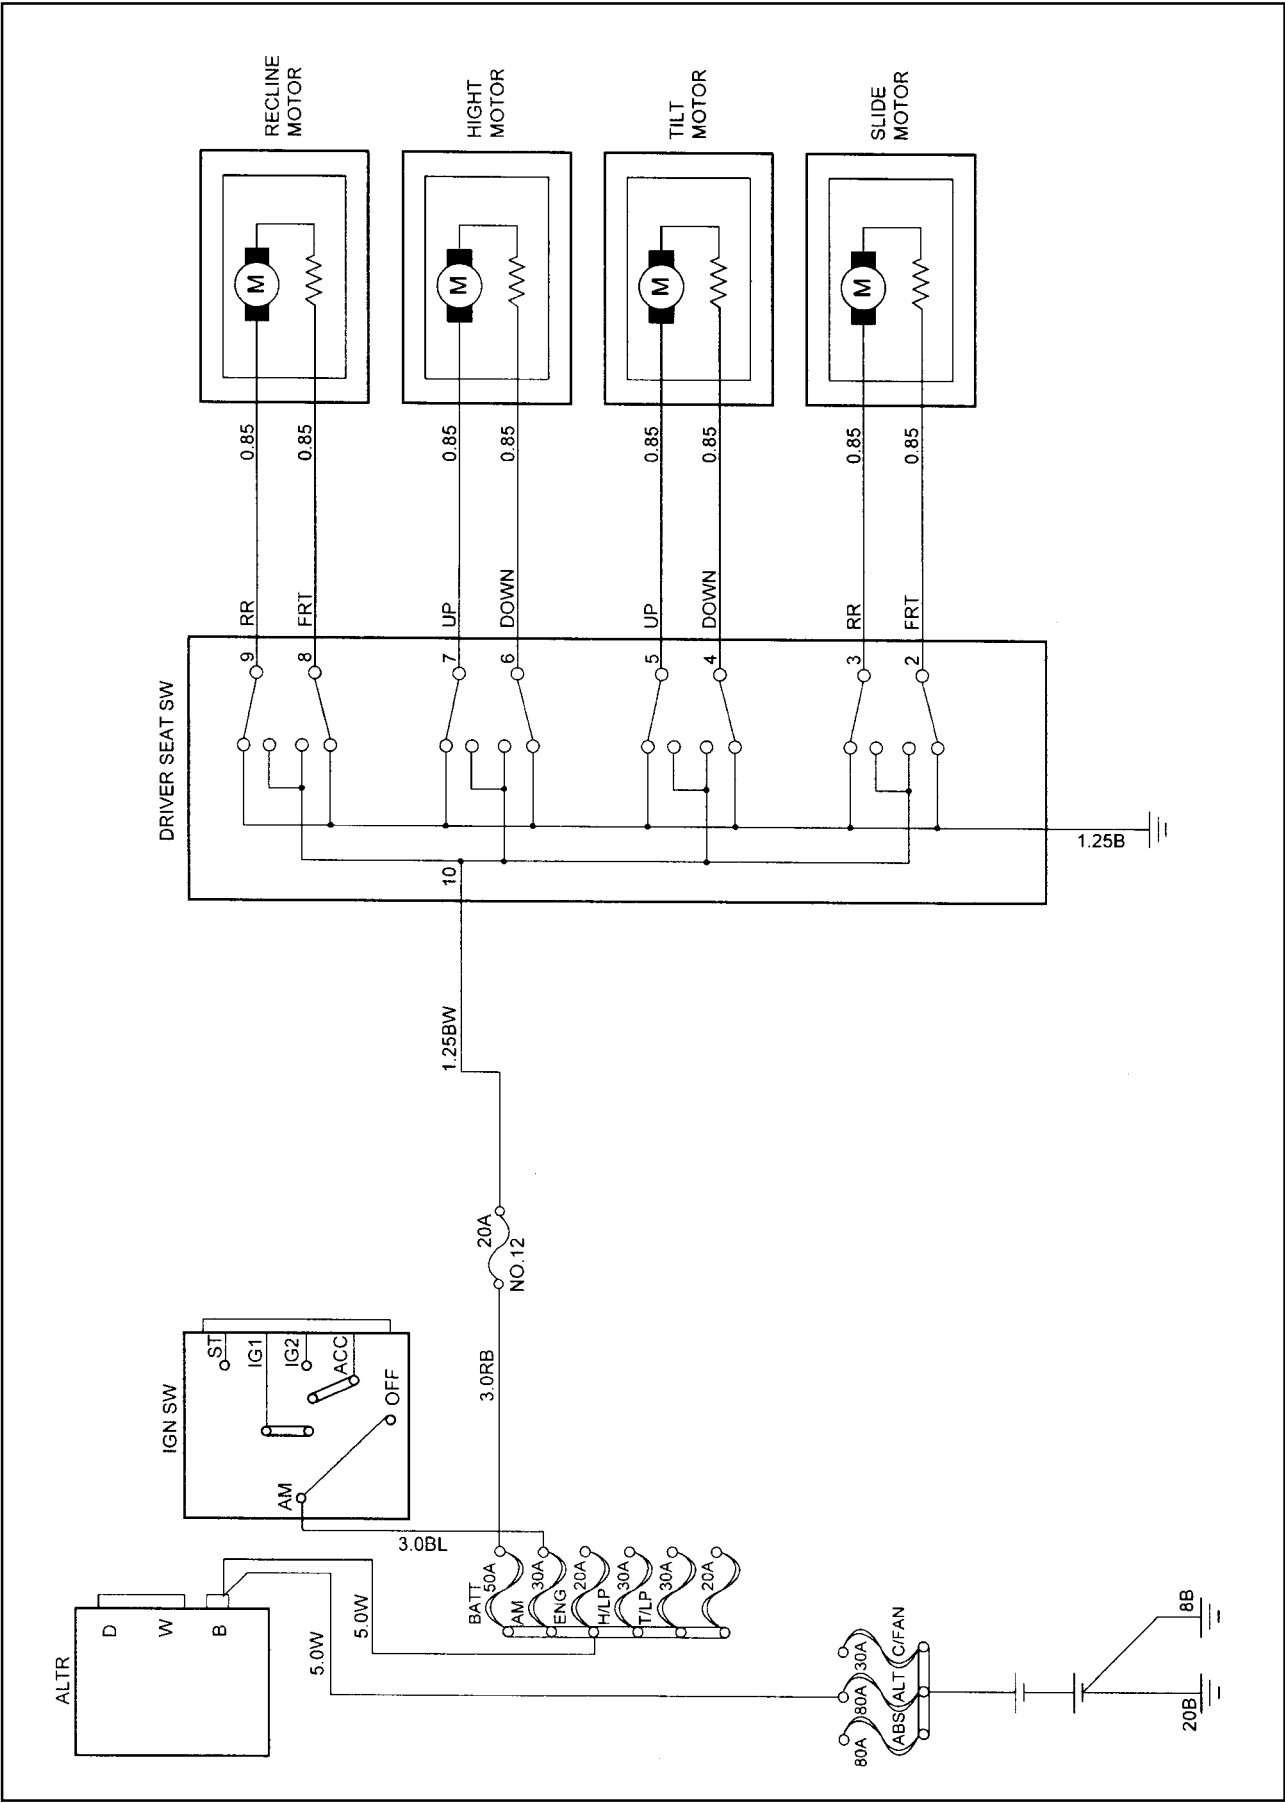 RECLINE
MOTOR
HIGHT
MOTOR
TILT
MOTOR
SLIDE
MOTOR
M
M
M
M
0.85
0.85
0.85
0.85
0.85
0.85
0.85
0.85
RR
FRT
UP
DOWN
UP
DOWN
RR
FRT
9
8
7
6
5
4
3
2
DRIVER SEAT SW
10
1.25B
1.25BW
20A
NO.12
3.0RB
IGN SW
ST
IG1
IG2
ACC
OFF
AM
3.0BL
ALTR
D
W
B
5.0W
5.0W
BATT
50A
AM
30A
ENG
20A
H/LP
30A
T/LP
30A
20A
80A
ABS
80A
ALT
30A
C/FAN
8B
20B